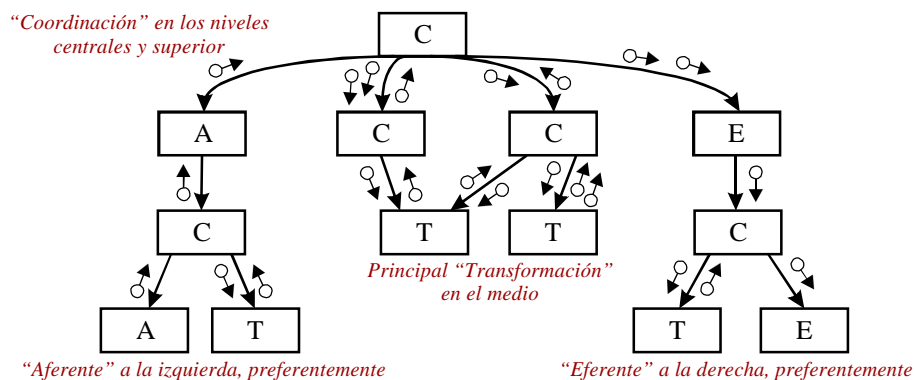 “Coordinación” en los niveles
centrales y superior
C
A
C
C
E
C
T
T
C
Principal “Transformación”
en el medio
A
T
T
E
“Aferente” a la izquierda, preferentemente
“Eferente” a la derecha, preferentemente